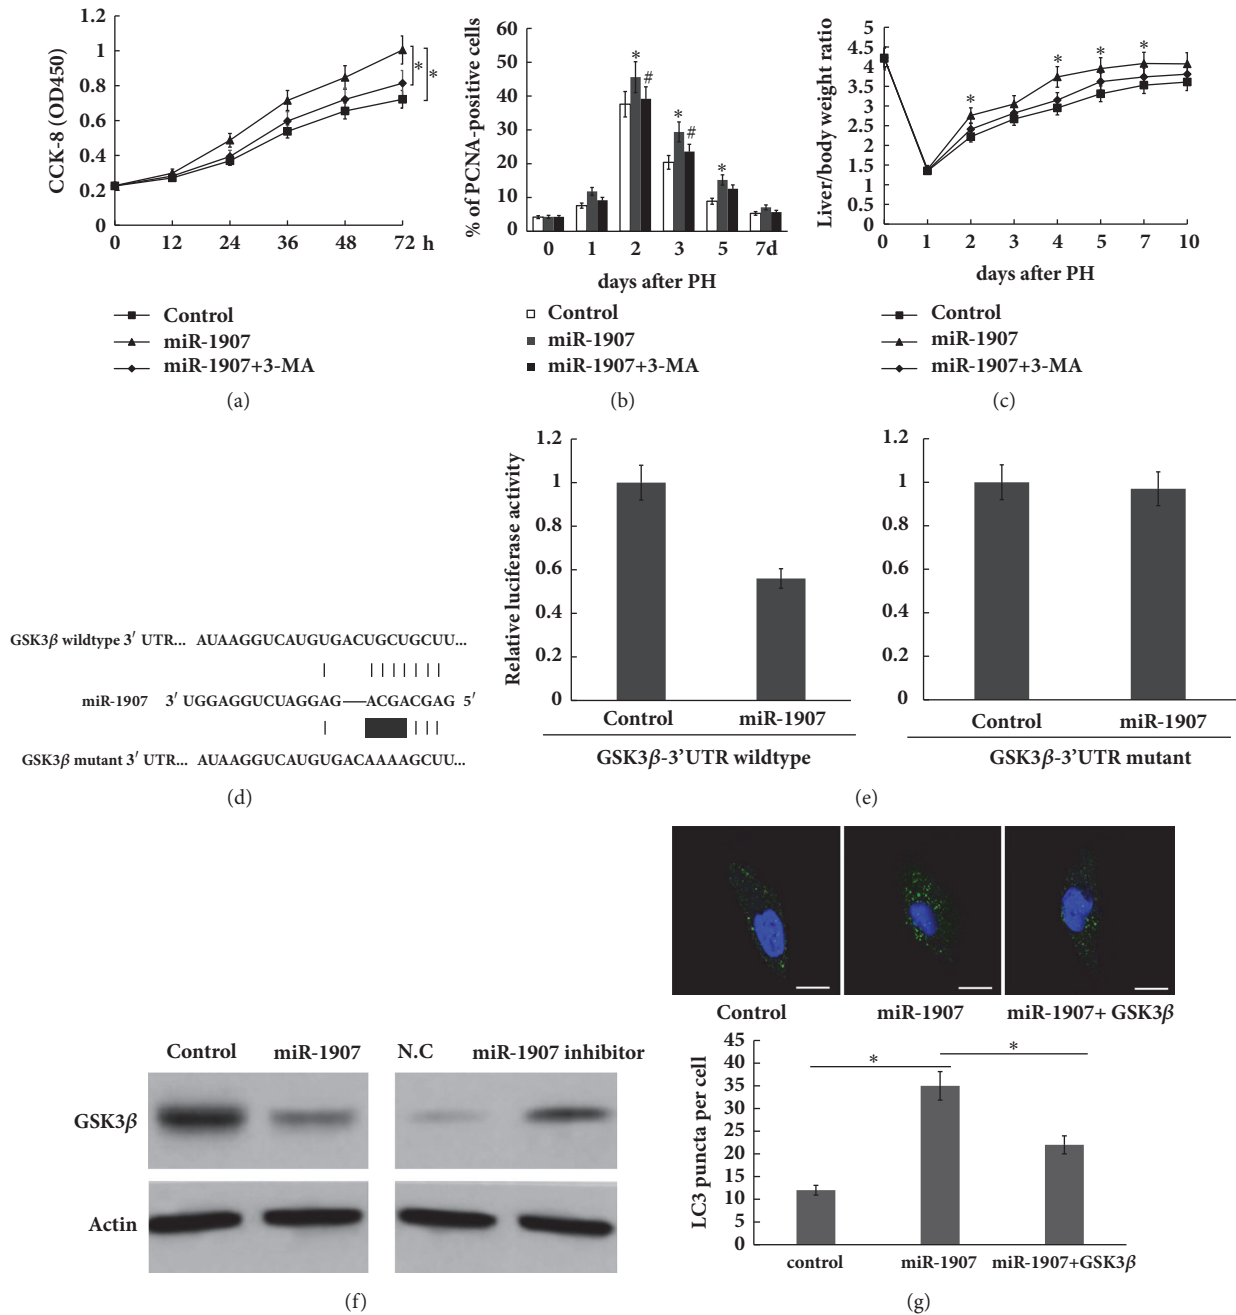 CCK-8 (OD450)
1.2
1
0.8
0.6
0.4
0.2
0
0 12 24 36 48 72 h
* *
Control
miR-1907
miR-1907+3-MA
(a)
% of PCNA-positive cells
60
50
40
30
20
10
0
* # * # *
0 1 2 3 5 7d
days after PH
Control
miR-1907
miR-1907+3-MA
(b)
Liver/body weight ratio
5
4.5
4
3.5
3
2.5
2
1.5
1
0.5
0
* * * *
0 1 2 3 4 5 7 10
days after PH
Control
miR-1907
miR-1907+3-MA
(c)
GSK3β wildtype 3′ UTR... AUAAGGUCAUGUGACUGCUGCUU...
miR-1907 3′ UGGAGGUCUAGGAG—ACGACGAG 5′
GSK3β mutant 3′ UTR... AUAAGGUCAUGUGACAAAAGCUU...
(d)
Relative luciferase activity
1.2
1
0.8
0.6
0.4
0.2
0
Control miR-1907
GSK3β-3'UTR wildtype
1.2
1
0.8
0.6
0.4
0.2
0
Control miR-1907
GSK3β-3'UTR mutant
(e)
Control miR-1907 N.C miR-1907 inhibitor
GSK3β
Actin
(f)
Control miR-1907 miR-1907+ GSK3β
LC3 puncta per cell
45
40
35
30
25
20
15
10
5
0
* *
control miR-1907 miR-1907+GSK3β
(g)